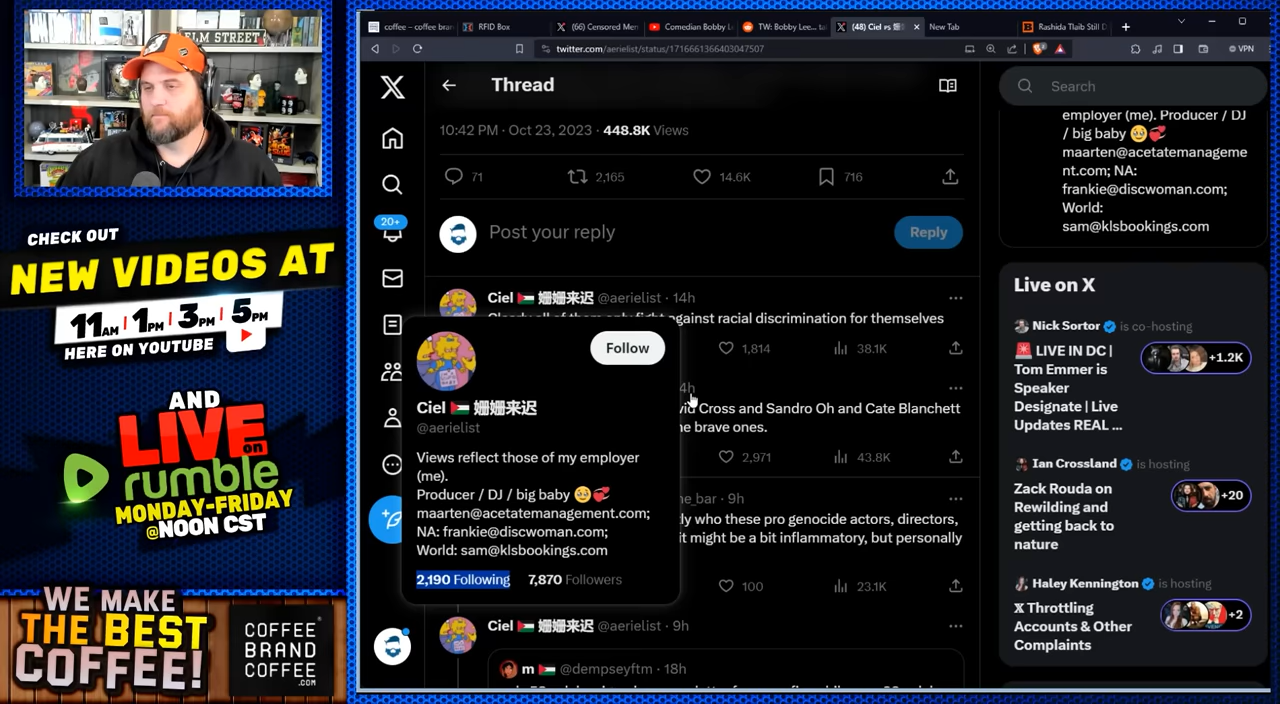 ELM STREET
CHECK OUT
NEW VIDEOS AT
11AM | 1PM | 3PM | 5PM
HERE ON YOUTUBE
AND
LIVE on
rumble
MONDAY-FRIDAY
@NOON CST
WE MAKE
THE BEST
COFFEE!
COFFEE
BRAND
COFFEE
.COM
coffee – coffee bran
RFID Box
(66) Censored Men
Comedian Bobby L
TW: Bobby Lee... ta
(48) Ciel
New Tab
Rashida Tlaib Still D
twitter.com/aerielist/status/1716661366403047507
VPN
Thread
10:42 PM · Oct 23, 2023 · 448.8K Views
71
2,165
14.6K
716
20+
Post your reply
Reply
Ciel 🇵🇸 姗姗来迟 @aerielist · 14h
Clearly all of them only fight against racial discrimination for themselves
1,814
38.1K
4h
vid Cross and Sandro Oh and Cate Blanchett
he brave ones.
2,971
43.8K
ne_bar · 9h
tly who these pro genocide actors, directors,
it might be a bit inflammatory, but personally
100
23.1K
Follow
Ciel 🇵🇸 姗姗来迟
@aerielist
Views reflect those of my employer
(me).
Producer / DJ / big baby 🥹💞
maarten@acetatemanagement.com;
NA: frankie@discwoman.com;
World: sam@klsbookings.com
2,190 Following
7,870 Followers
Ciel 🇵🇸 姗姗来迟 @aerielist · 9h
m 🇵🇸 @dempseyftm · 18h
Search
employer (me). Producer / DJ
/ big baby 🥹💞
maarten@acetatemanageme
nt.com; NA:
frankie@discwoman.com;
World:
sam@klsbookings.com
Live on X
Nick Sortor is co-hosting
🚨 LIVE IN DC |
Tom Emmer is
Speaker
Designate | Live
Updates REAL ...
+1.2K
Ian Crossland is hosting
Zack Rouda on
Rewilding and
getting back to
nature
+20
Haley Kennington is hosting
𝕏 Throttling
Accounts & Other
Complaints
+2